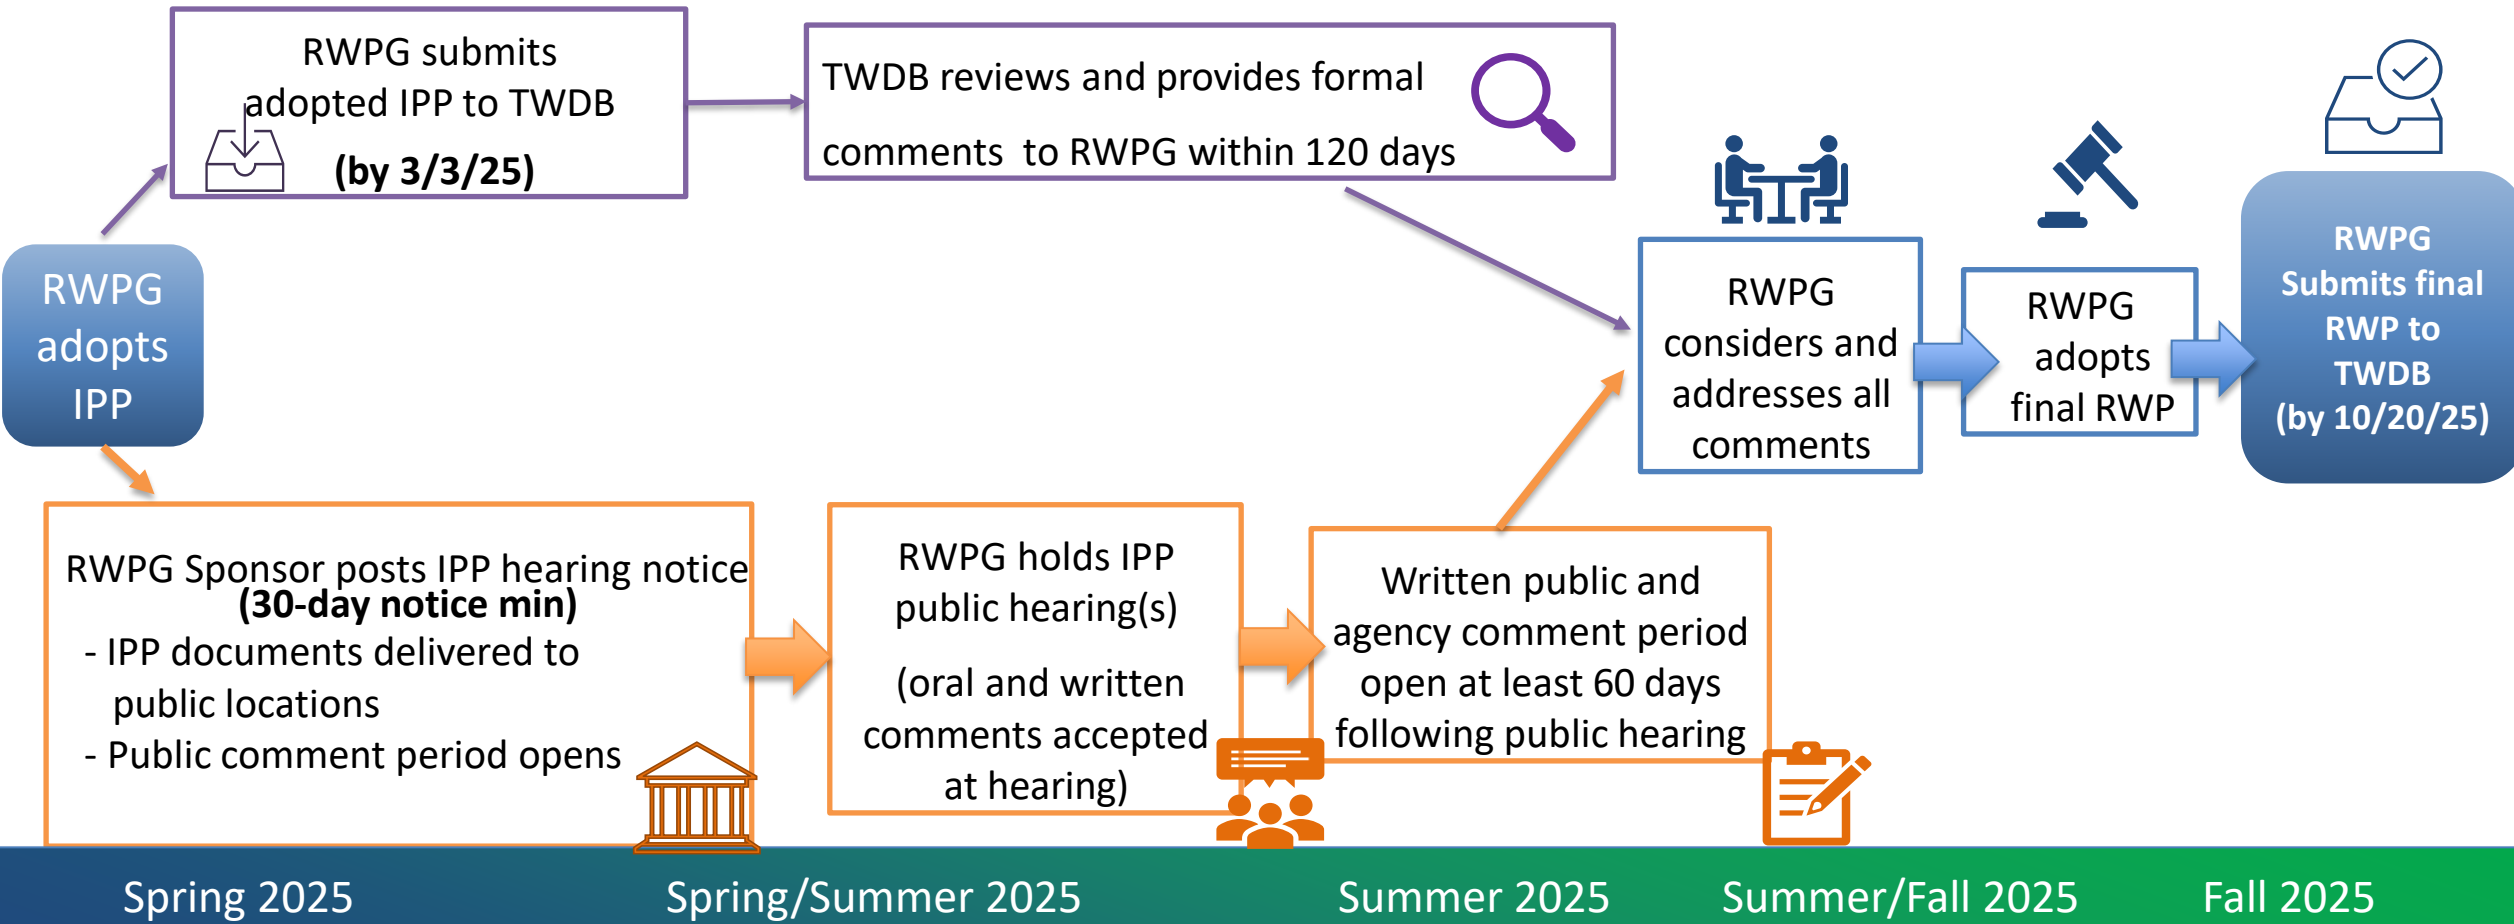 RWPG submits
adopted IPP to TWDB
(by 3/3/25)
TWDB reviews and provides formal
comments to RWPG within 120 days
RWPG
adopts
IPP
RWPG
considers and
addresses all
comments
RWPG
adopts
final RWP
RWPG
Submits final
RWP to
TWDB
(by 10/20/25)
RWPG Sponsor posts IPP hearing notice
(30-day notice min)
- IPP documents delivered to
public locations
- Public comment period opens
RWPG holds IPP
public hearing(s)
(oral and written
comments accepted
at hearing)
Written public and
agency comment period
open at least 60 days
following public hearing
Spring 2025
Spring/Summer 2025
Summer 2025
Summer/Fall 2025
Fall 2025